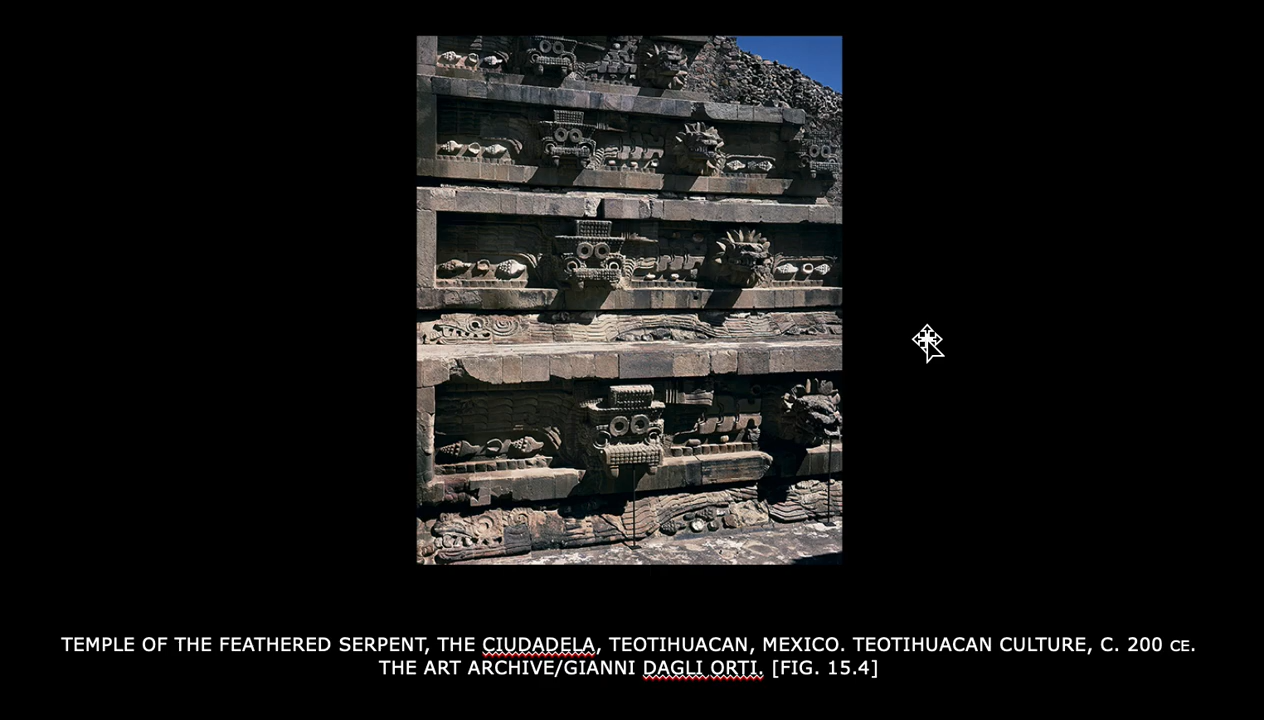 TEMPLE OF THE FEATHERED SERPENT, THE CIUDADELA, TEOTIHUACAN, MEXICO. TEOTIHUACAN CULTURE, C. 200 CE.
THE ART ARCHIVE/GIANNI DAGLI ORTI. [FIG. 15.4]